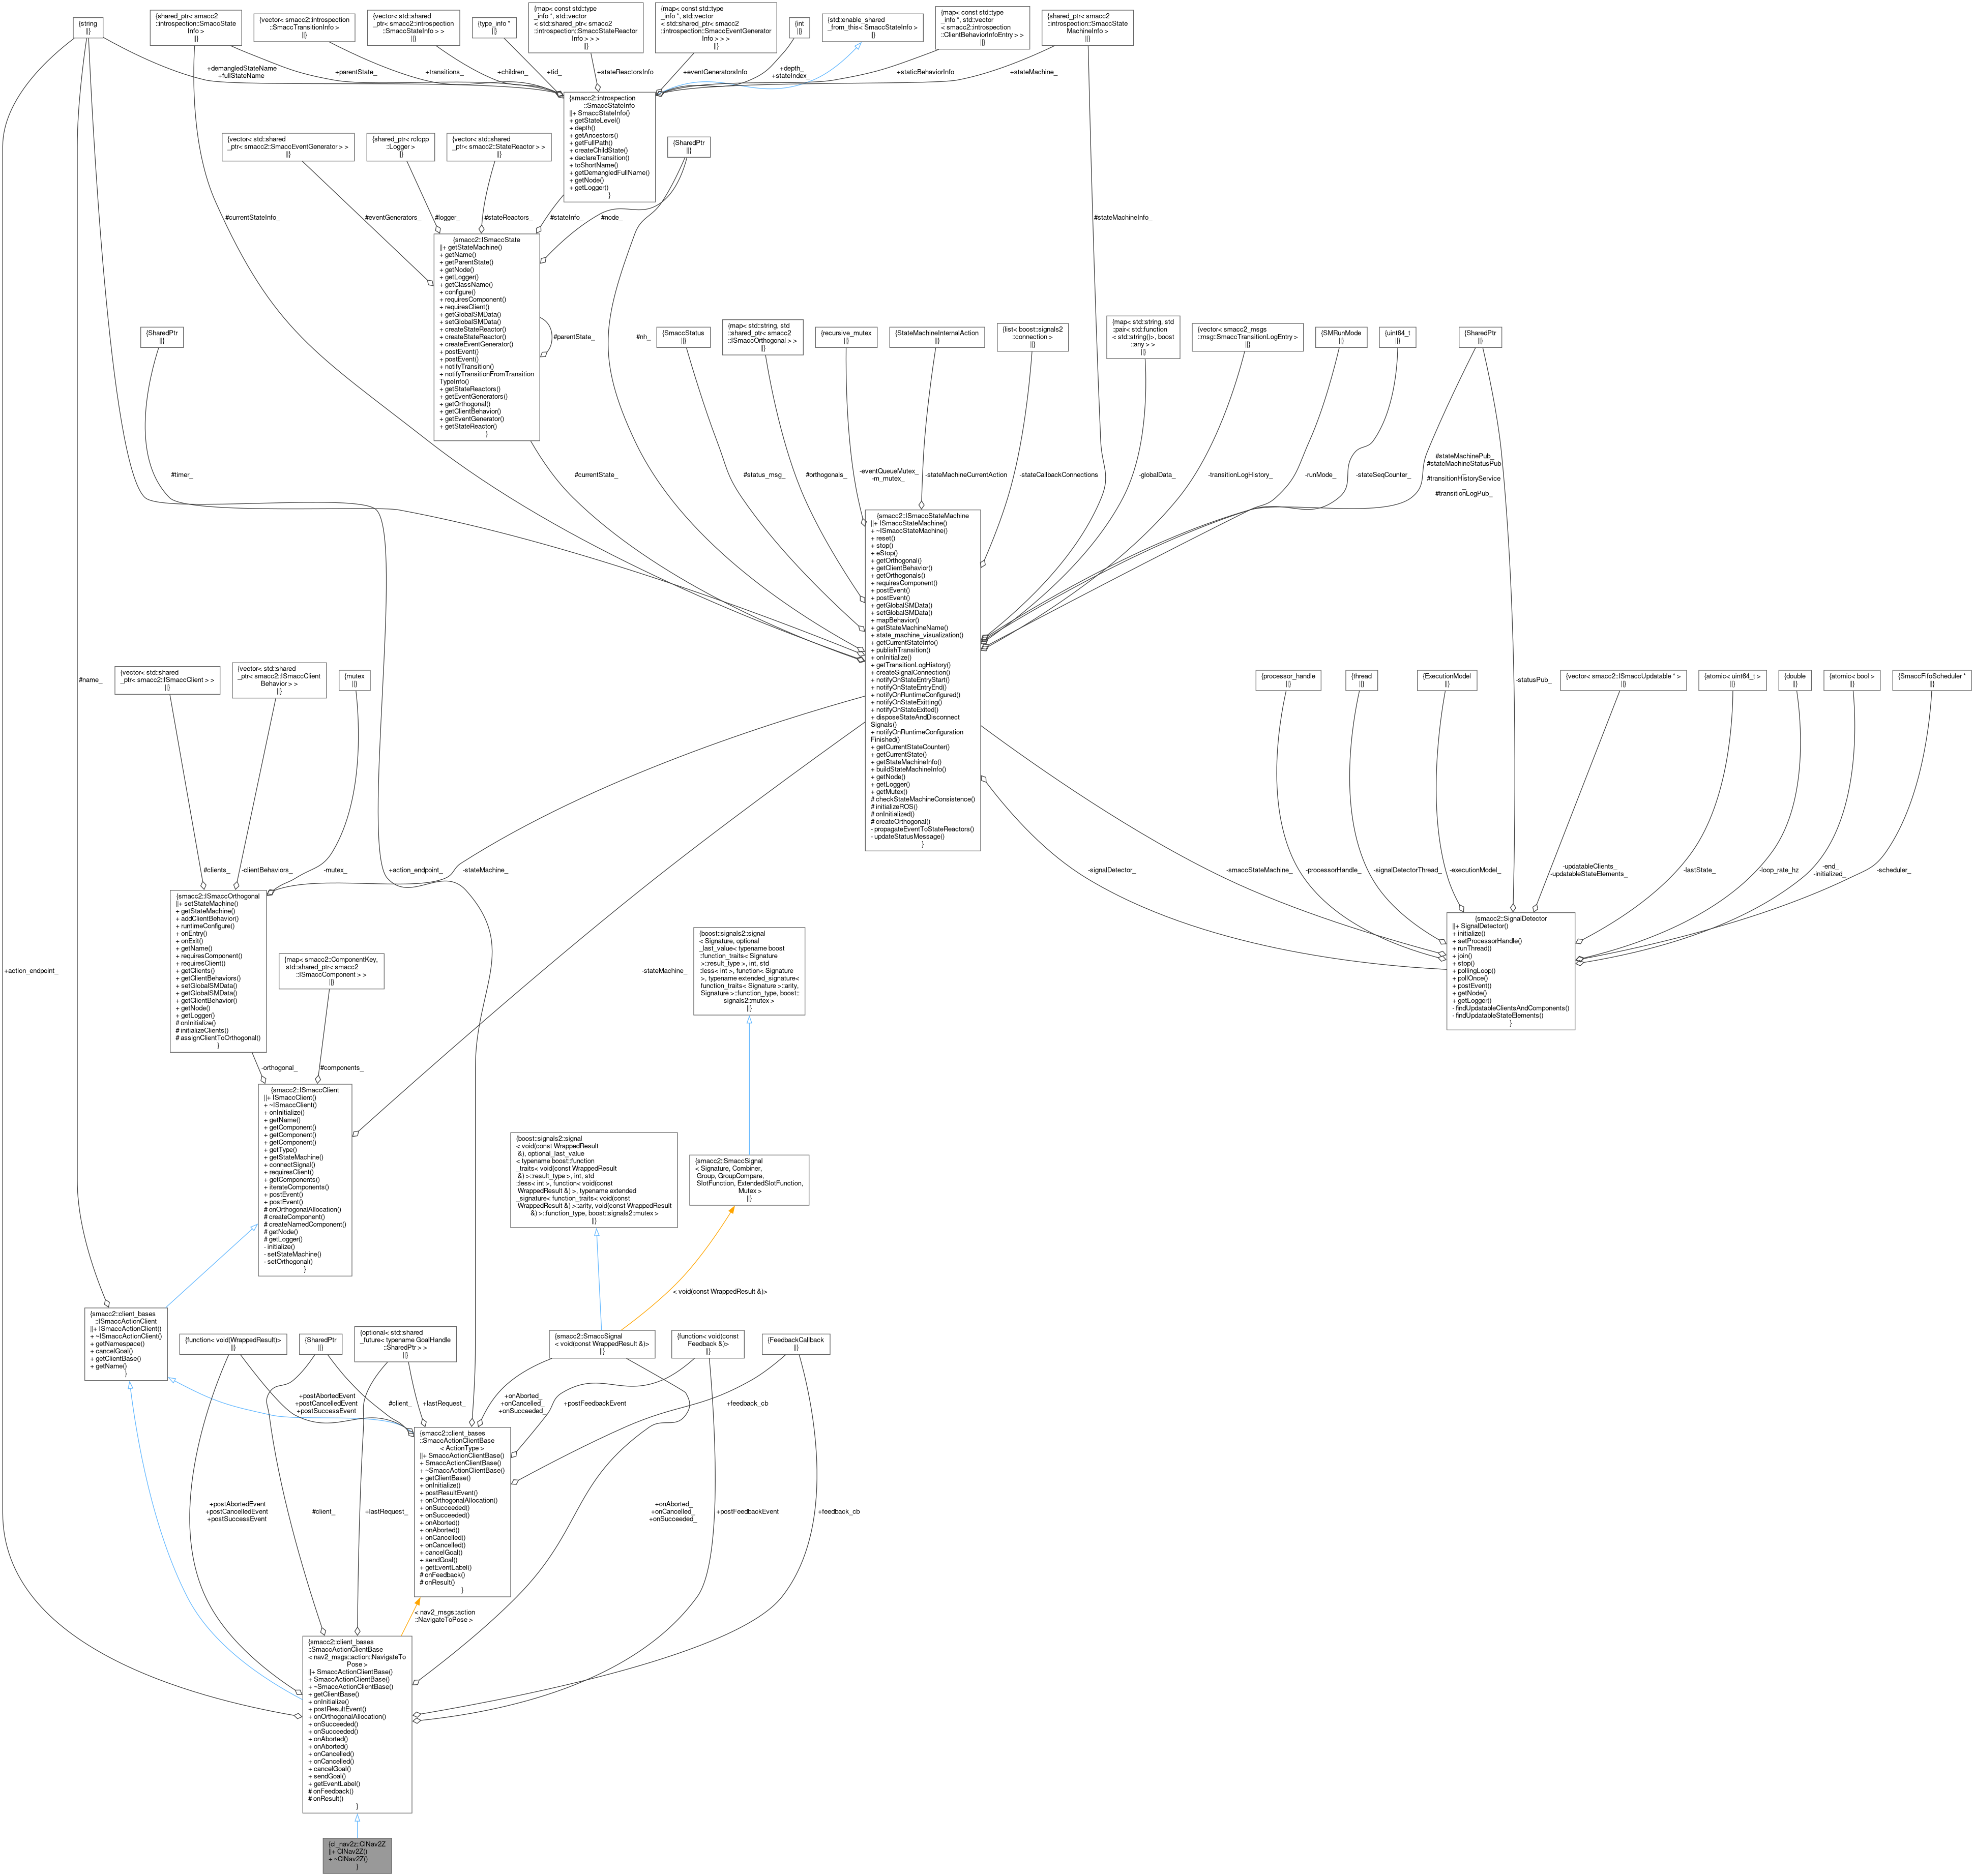 {string
||}
{shared_ptr< smacc2
::introspection::SmaccState
Info >
||}
{vector< smacc2::introspection
::SmaccTransitionInfo >
||}
{vector< std::shared
_ptr< smacc2::introspection
::SmaccStateInfo > >
||}
{type_info *
||}
{map< const std::type
_info *, std::vector
< std::shared_ptr< smacc2
::introspection::SmaccStateReactor
Info > > >
||}
{map< const std::type
_info *, std::vector
< std::shared_ptr< smacc2
::introspection::SmaccEventGenerator
Info > > >
||}
{int
||}
{std::enable_shared
_from_this< SmaccStateInfo >
||}
{map< const std::type
_info *, std::vector
< smacc2::introspection
::ClientBehaviorInfoEntry > >
||}
{shared_ptr< smacc2
::introspection::SmaccState
MachineInfo >
||}
+demangledStateName
+fullStateName
+parentState_
+transitions_
+children_
+tid_
+stateReactorsInfo
+eventGeneratorsInfo
+depth_
+stateIndex_
+staticBehaviorInfo
+stateMachine_
{smacc2::introspection
::SmaccStateInfo
||+ SmaccStateInfo()
+ getStateLevel()
+ depth()
+ getAncestors()
+ getFullPath()
+ createChildState()
+ declareTransition()
+ toShortName()
+ getDemangledFullName()
+ getNode()
+ getLogger()
}
{vector< std::shared
_ptr< smacc2::SmaccEventGenerator > >
||}
{shared_ptr< rclcpp
::Logger >
||}
{vector< std::shared
_ptr< smacc2::StateReactor > >
||}
{SharedPtr
||}
#currentStateInfo_
#eventGenerators_
#logger_
#stateReactors_
#stateInfo_
#node_
#stateMachineInfo_
{smacc2::ISmaccState
||+ getStateMachine()
+ getName()
+ getParentState()
+ getNode()
+ getLogger()
+ getClassName()
+ configure()
+ requiresComponent()
+ requiresClient()
+ getGlobalSMData()
+ setGlobalSMData()
+ createStateReactor()
+ createStateReactor()
+ createEventGenerator()
+ postEvent()
+ postEvent()
+ notifyTransition()
+ notifyTransitionFromTransition
TypeInfo()
+ getStateReactors()
+ getEventGenerators()
+ getOrthogonal()
+ getClientBehavior()
+ getEventGenerator()
+ getStateReactor()
}
#parentState_
#nh_
{SharedPtr
||}
{SmaccStatus
||}
{map< std::string, std
::shared_ptr< smacc2
::ISmaccOrthogonal > >
||}
{recursive_mutex
||}
{StateMachineInternalAction
||}
{list< boost::signals2
::connection >
||}
{map< std::string, std
::pair< std::function
< std::string()>, boost
::any > >
||}
{vector< smacc2_msgs
::msg::SmaccTransitionLogEntry >
||}
{SMRunMode
||}
{uint64_t
||}
{SharedPtr
||}
#timer_
#currentState_
#status_msg_
#orthogonals_
-eventQueueMutex_
-m_mutex_
-stateMachineCurrentAction
-stateCallbackConnections
-globalData_
-transitionLogHistory_
-runMode_
-stateSeqCounter_
#stateMachinePub_
#stateMachineStatusPub
_
#transitionHistoryService
_
#transitionLogPub_
{smacc2::ISmaccStateMachine
||+ ISmaccStateMachine()
+ ~ISmaccStateMachine()
+ reset()
+ stop()
+ eStop()
+ getOrthogonal()
+ getClientBehavior()
+ getOrthogonals()
+ requiresComponent()
+ postEvent()
+ postEvent()
+ getGlobalSMData()
+ setGlobalSMData()
+ mapBehavior()
+ getStateMachineName()
+ state_machine_visualization()
+ getCurrentStateInfo()
+ publishTransition()
+ onInitialize()
+ getTransitionLogHistory()
+ createSignalConnection()
+ notifyOnStateEntryStart()
+ notifyOnStateEntryEnd()
+ notifyOnRuntimeConfigured()
+ notifyOnStateExitting()
+ notifyOnStateExited()
+ disposeStateAndDisconnect
Signals()
+ notifyOnRuntimeConfiguration
Finished()
+ getCurrentStateCounter()
+ getCurrentState()
+ getStateMachineInfo()
+ buildStateMachineInfo()
+ getNode()
+ getLogger()
+ getMutex()
# checkStateMachineConsistence()
# initializeROS()
# onInitialized()
# createOrthogonal()
- propagateEventToStateReactors()
- updateStatusMessage()
}
#name_
{vector< std::shared
_ptr< smacc2::ISmaccClient > >
||}
{vector< std::shared
_ptr< smacc2::ISmaccClient
Behavior > >
||}
{mutex
||}
{processor_handle
||}
{thread
||}
{ExecutionModel
||}
-statusPub_
{vector< smacc2::ISmaccUpdatable * >
||}
{atomic< uint64_t >
||}
{double
||}
{atomic< bool >
||}
{SmaccFifoScheduler *
||}
#clients_
-clientBehaviors_
-mutex_
+action_endpoint_
-stateMachine_
-signalDetector_
-smaccStateMachine_
-processorHandle_
-signalDetectorThread_
-executionModel_
-updatableClients_
-updatableStateElements_
-lastState_
-loop_rate_hz
-end_
-initialized_
-scheduler_
{smacc2::ISmaccOrthogonal
||+ setStateMachine()
+ getStateMachine()
+ addClientBehavior()
+ runtimeConfigure()
+ onEntry()
+ onExit()
+ getName()
+ requiresComponent()
+ requiresClient()
+ getClients()
+ getClientBehaviors()
+ setGlobalSMData()
+ getGlobalSMData()
+ getClientBehavior()
+ getNode()
+ getLogger()
# onInitialize()
# initializeClients()
# assignClientToOrthogonal()
}
{smacc2::SignalDetector
||+ SignalDetector()
+ initialize()
+ setProcessorHandle()
+ runThread()
+ join()
+ stop()
+ pollingLoop()
+ pollOnce()
+ postEvent()
+ getNode()
+ getLogger()
- findUpdatableClientsAndComponents()
- findUpdatableStateElements()
}
{boost::signals2::signal
< Signature, optional
_last_value< typename boost
::function_traits< Signature
>::result_type >, int, std
::less< int >, function< Signature
>, typename extended_signature<
function_traits< Signature >::arity,
Signature >::function_type, boost::
signals2::mutex >
||}
+action_endpoint_
{map< smacc2::ComponentKey,
std::shared_ptr< smacc2
::ISmaccComponent > >
||}
-stateMachine_
-orthogonal_
#components_
{smacc2::ISmaccClient
||+ ISmaccClient()
+ ~ISmaccClient()
+ onInitialize()
+ getName()
+ getComponent()
+ getComponent()
+ getComponent()
+ getType()
+ getStateMachine()
+ connectSignal()
+ requiresClient()
+ getComponents()
+ iterateComponents()
+ postEvent()
+ postEvent()
# onOrthogonalAllocation()
# createComponent()
# createNamedComponent()
# getNode()
# getLogger()
- initialize()
- setStateMachine()
- setOrthogonal()
}
{boost::signals2::signal
< void(const WrappedResult
&), optional_last_value
< typename boost::function
_traits< void(const WrappedResult
&) >::result_type >, int, std
::less< int >, function< void(const
WrappedResult &) >, typename extended
_signature< function_traits< void(const
WrappedResult &) >::arity, void(const WrappedResult
&) >::function_type, boost::signals2::mutex >
||}
{smacc2::SmaccSignal
< Signature, Combiner,
Group, GroupCompare,
SlotFunction, ExtendedSlotFunction,
Mutex >
||}
< void(const WrappedResult &)>
{smacc2::client_bases
::ISmaccActionClient
||+ ISmaccActionClient()
+ ~ISmaccActionClient()
+ getNamespace()
+ cancelGoal()
+ getClientBase()
+ getName()
}
{function< void(WrappedResult)>
||}
{SharedPtr
||}
{optional< std::shared
_future< typename GoalHandle
::SharedPtr > >
||}
{smacc2::SmaccSignal
< void(const WrappedResult &)>
||}
{function< void(const
Feedback &)>
||}
{FeedbackCallback
||}
+postAbortedEvent
+postCancelledEvent
+postSuccessEvent
#client_
+lastRequest_
+onAborted_
+onCancelled_
+onSucceeded_
+postFeedbackEvent
+feedback_cb
{smacc2::client_bases
::SmaccActionClientBase
< ActionType >
||+ SmaccActionClientBase()
+ SmaccActionClientBase()
+ ~SmaccActionClientBase()
+ getClientBase()
+ onInitialize()
+ postResultEvent()
+ onOrthogonalAllocation()
+ onSucceeded()
+ onSucceeded()
+ onAborted()
+ onAborted()
+ onCancelled()
+ onCancelled()
+ cancelGoal()
+ sendGoal()
+ getEventLabel()
# onFeedback()
# onResult()
}
+postAbortedEvent
+postCancelledEvent
+postSuccessEvent
#client_
+lastRequest_
+onAborted_
+onCancelled_
+onSucceeded_
+postFeedbackEvent
+feedback_cb
< nav2_msgs::action
::NavigateToPose >
{smacc2::client_bases
::SmaccActionClientBase
< nav2_msgs::action::NavigateTo
Pose >
||+ SmaccActionClientBase()
+ SmaccActionClientBase()
+ ~SmaccActionClientBase()
+ getClientBase()
+ onInitialize()
+ postResultEvent()
+ onOrthogonalAllocation()
+ onSucceeded()
+ onSucceeded()
+ onAborted()
+ onAborted()
+ onCancelled()
+ onCancelled()
+ cancelGoal()
+ sendGoal()
+ getEventLabel()
# onFeedback()
# onResult()
}
{cl_nav2z::ClNav2Z
||+ ClNav2Z()
+ ~ClNav2Z()
}